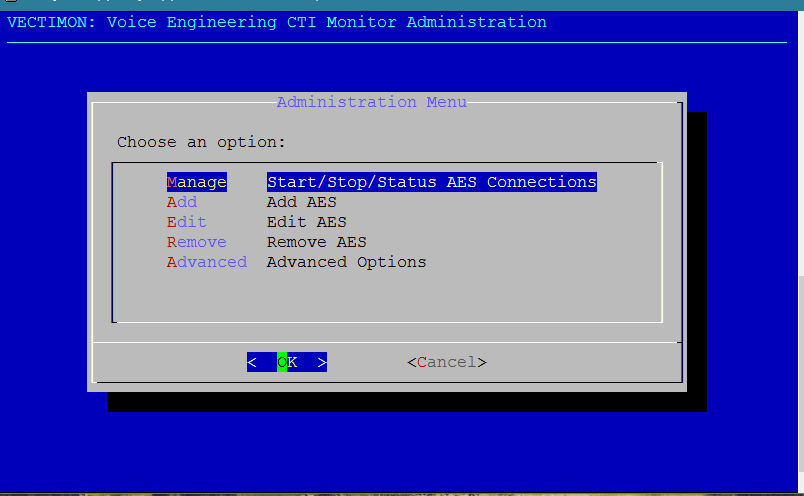 VECTIMON: Voice Engineering CTI Monitor Administration
Administration Menu
Choose an option:
Manage Start/Stop/Status AES Connections
Add Add AES
Edit Edit AES
Remove Remove AES
Advanced Advanced Options
< OK > <Cancel>